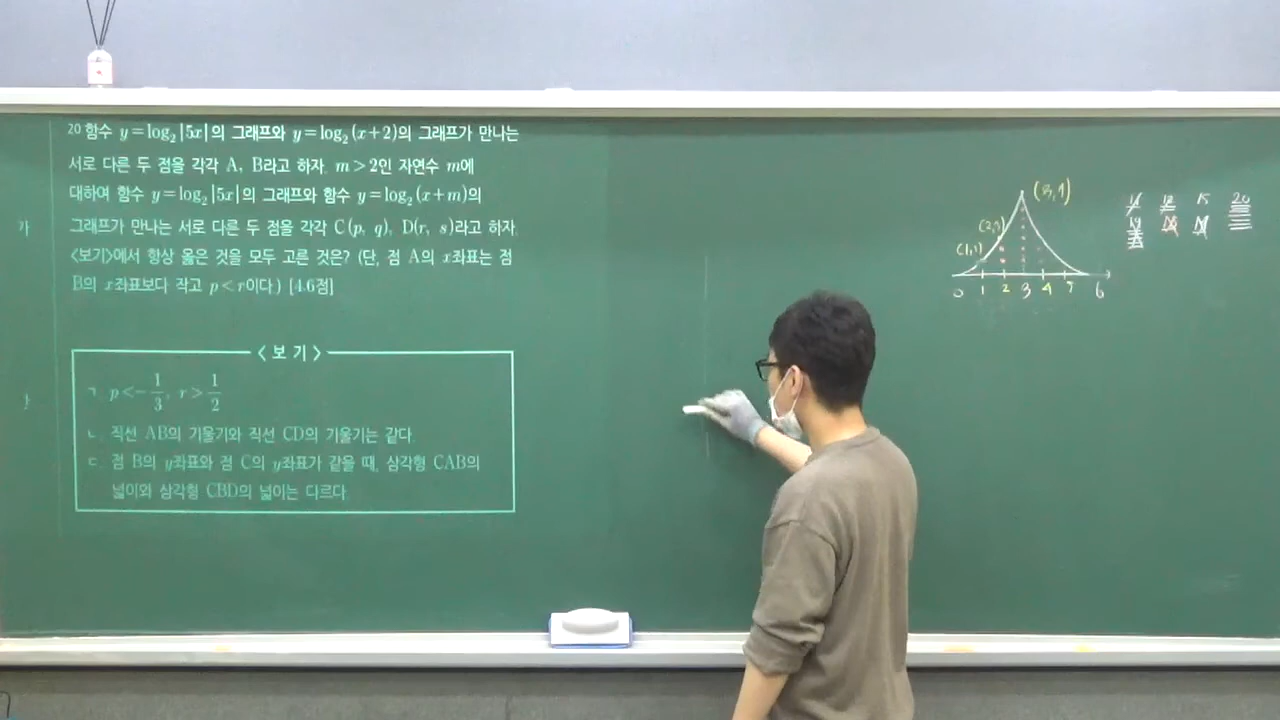 20 함수 y=log₂|5x|의 그래프와 y=log₂(x+2)의 그래프가 만나는
서로 다른 두 점을 각각 A, B라고 하자. m>2인 자연수 m에
대하여 함수 y=log₂|5x|의 그래프와 함수 y=log₂(x+m)의
그래프가 만나는 서로 다른 두 점을 각각 C(p, q), D(r, s)라고 하자.
<보기>에서 항상 옳은 것을 모두 고른 것은? (단, 점 A의 x좌표는 점
B의 x좌표보다 작고 p<r이다.) [4.6점]
<보 기>
ㄱ. p<-1/3, r>1/2
ㄴ. 직선 AB의 기울기와 직선 CD의 기울기는 같다.
ㄷ. 점 B의 y좌표와 점 C의 y좌표가 같을 때, 삼각형 CAB의
넓이와 삼각형 CBD의 넓이는 다르다.
0 1 2 3 4 5 6
15 20